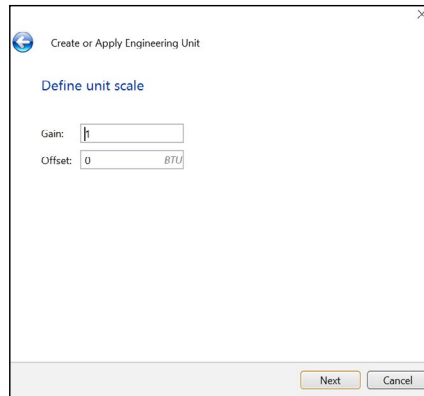 Create or Apply Engineering Unit
Define unit scale
Gain: 1
Offset: 0 BTU
Next Cancel